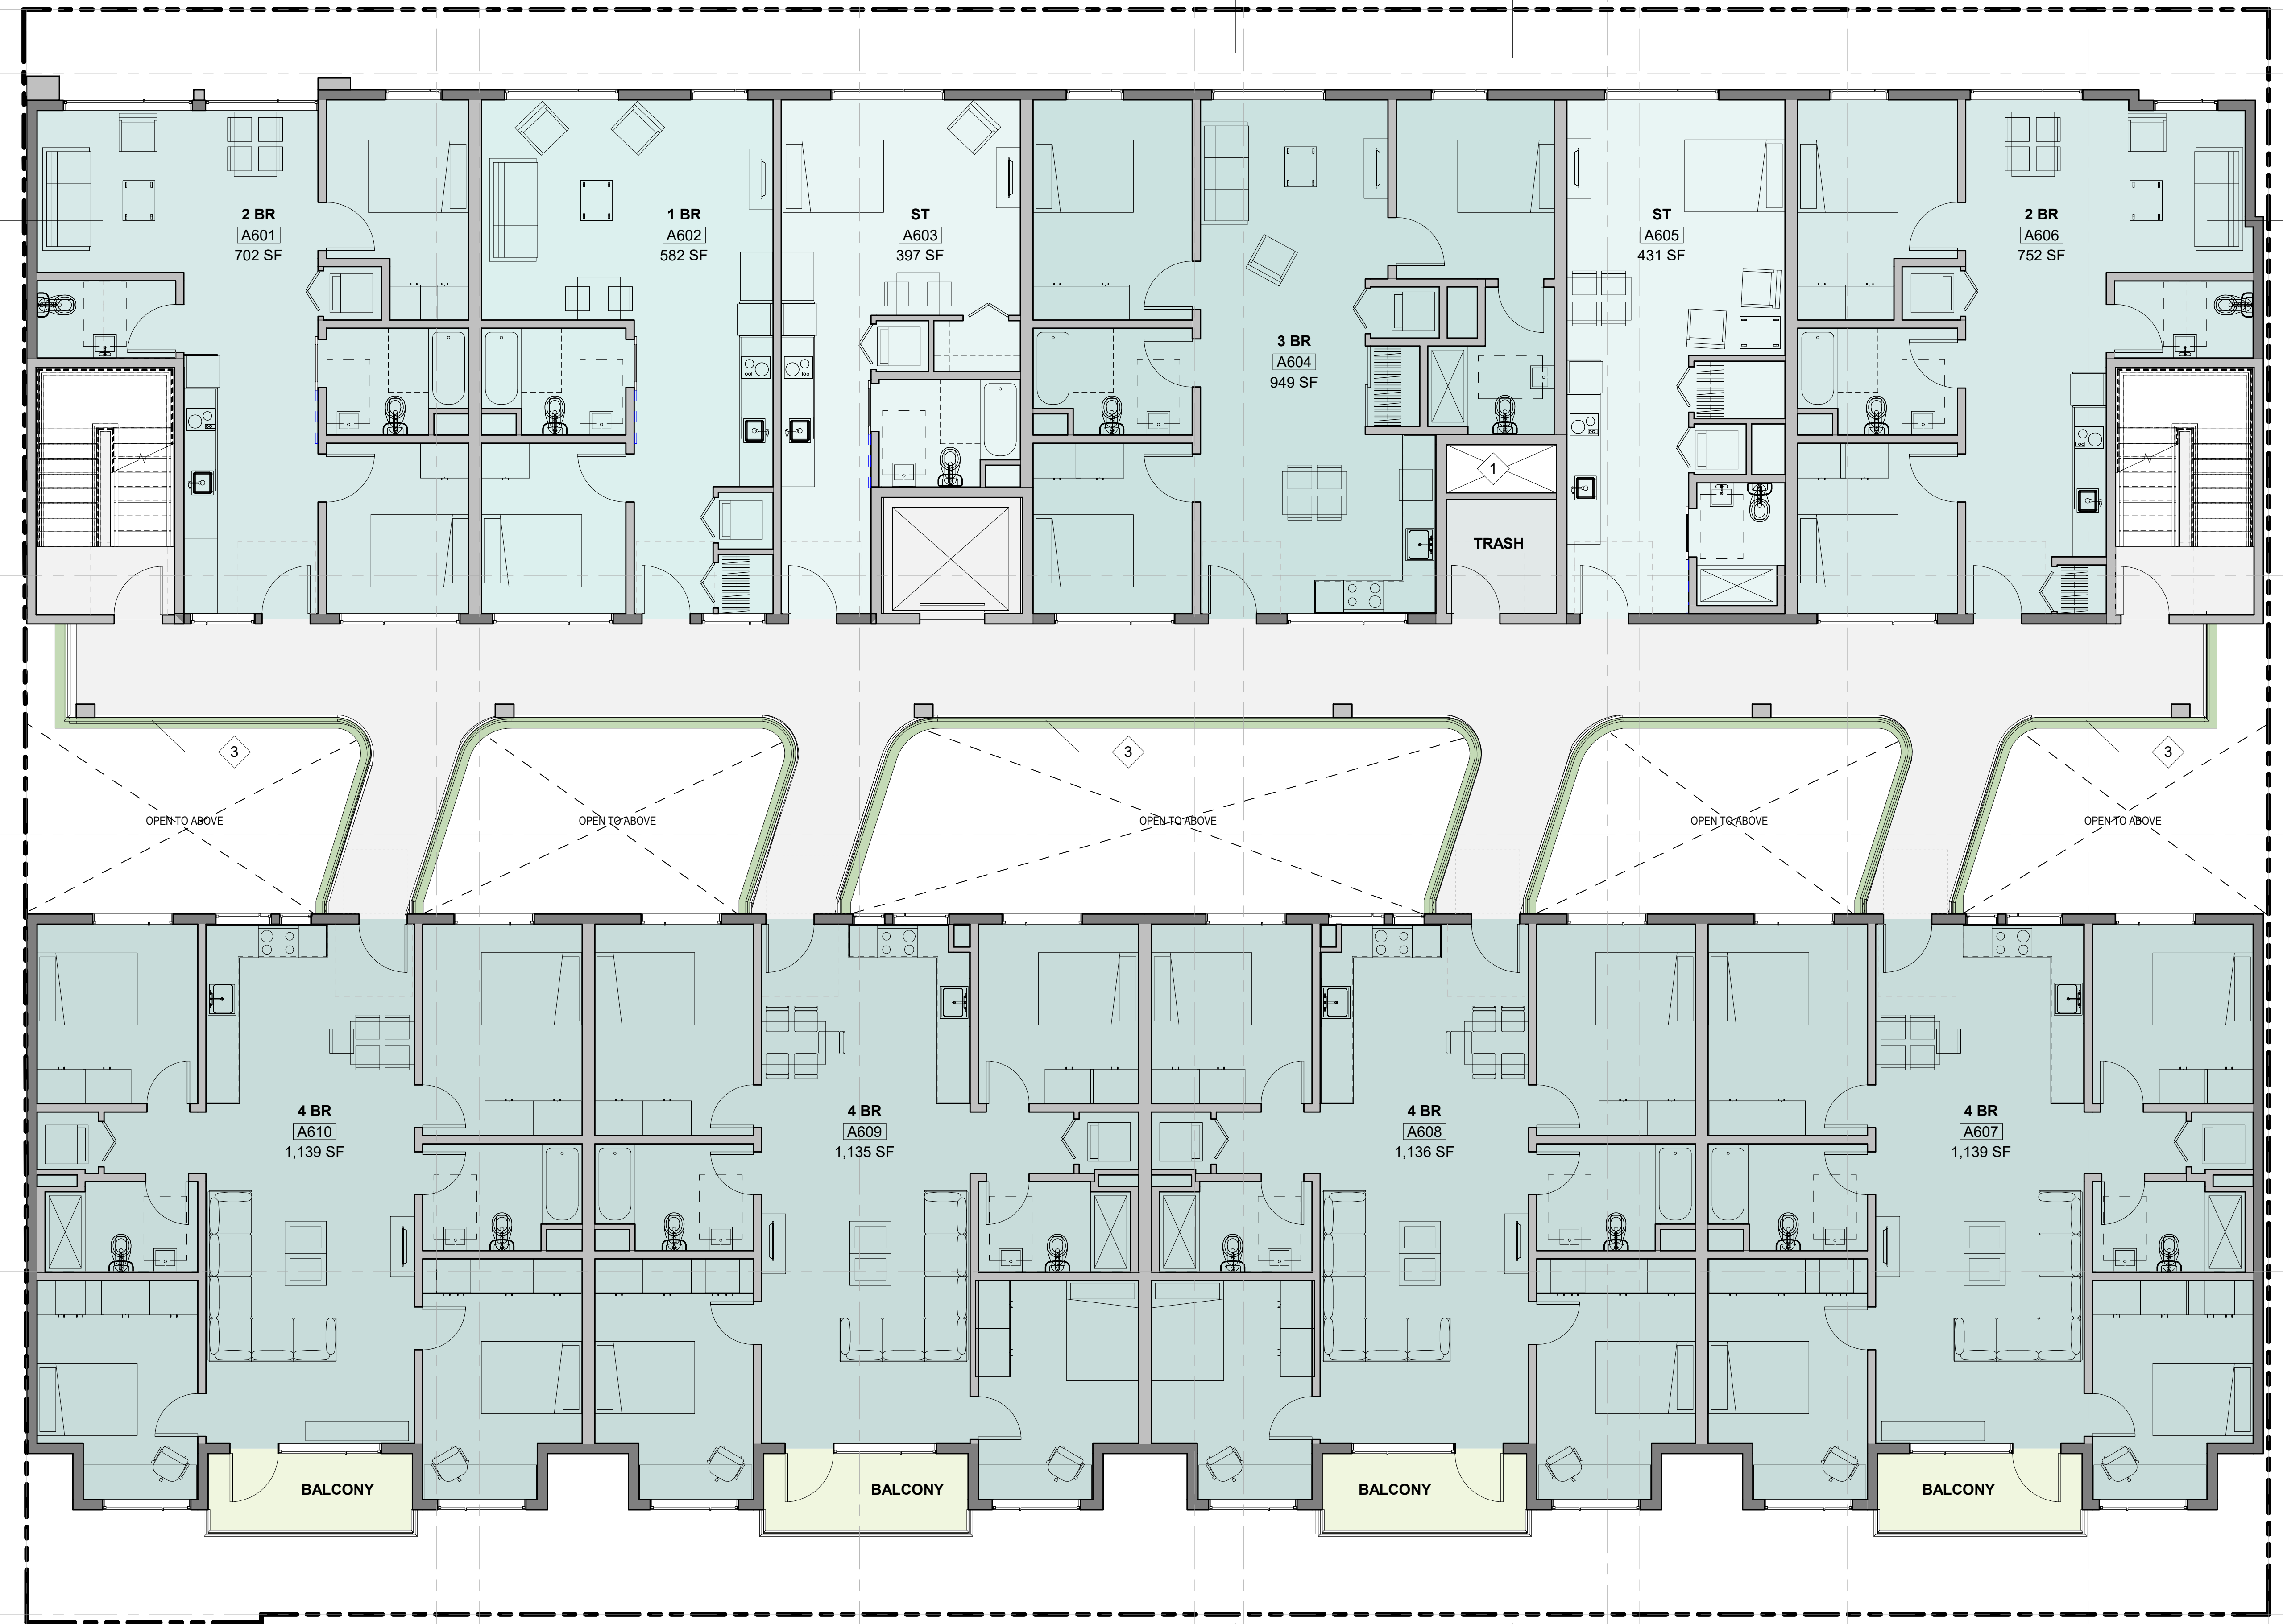 2 BR
A601
702 SF
1 BR
A602
582 SF
ST
A603
397 SF
3 BR
A604
949 SF
ST
A605
431 SF
2 BR
A606
752 SF
1
TRASH
3
3
3
OPEN TO ABOVE
OPEN TO ABOVE
OPEN TO ABOVE
OPEN TO ABOVE
OPEN TO ABOVE
4 BR
A610
1,139 SF
4 BR
A609
1,135 SF
4 BR
A608
1,136 SF
4 BR
A607
1,139 SF
BALCONY
BALCONY
BALCONY
BALCONY